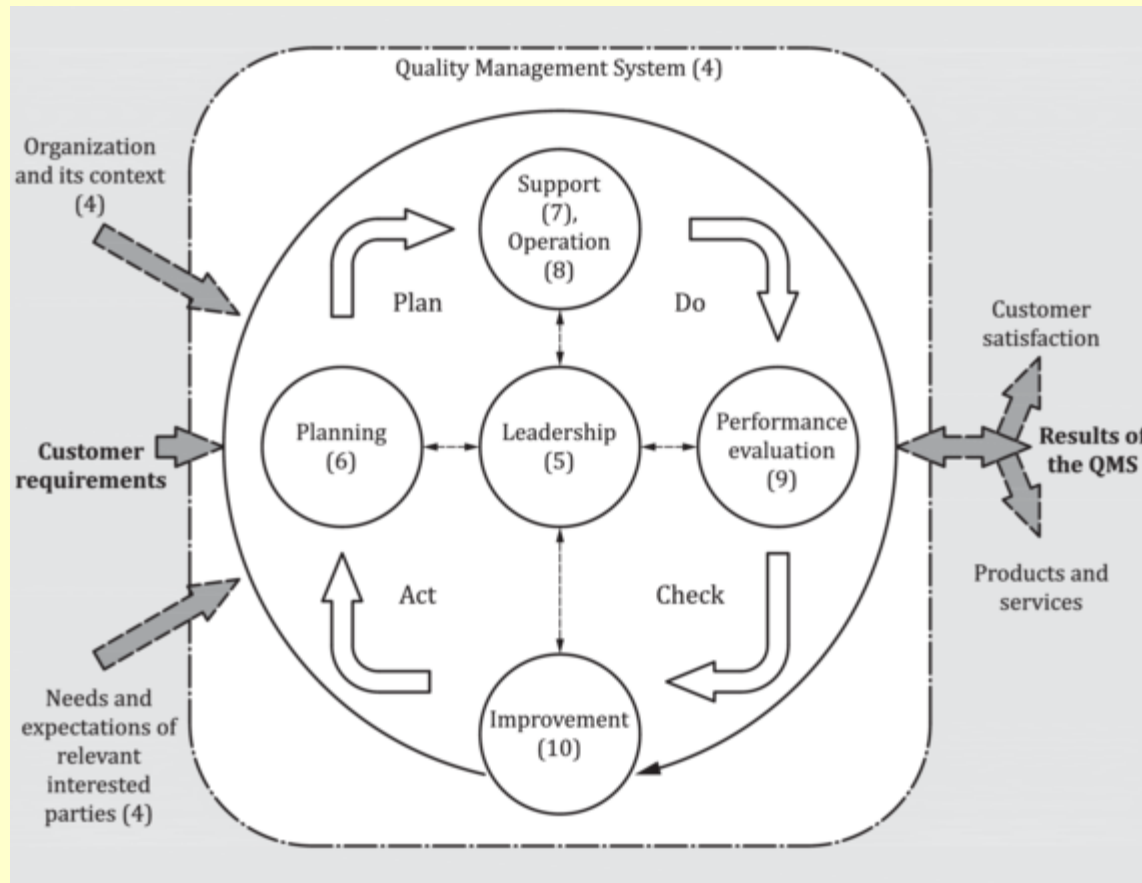 Quality Management System (4)
Organization
and its context
(4)
Support
(7),
Operation
(8)
Plan
Do
Customer
satisfaction
Customer
requirements
Planning
(6)
Leadership
(5)
Performance
evaluation
(9)
Results of
the QMS
Act
Check
Products and
services
Needs and
expectations of
relevant
interested
parties (4)
Improvement
(10)